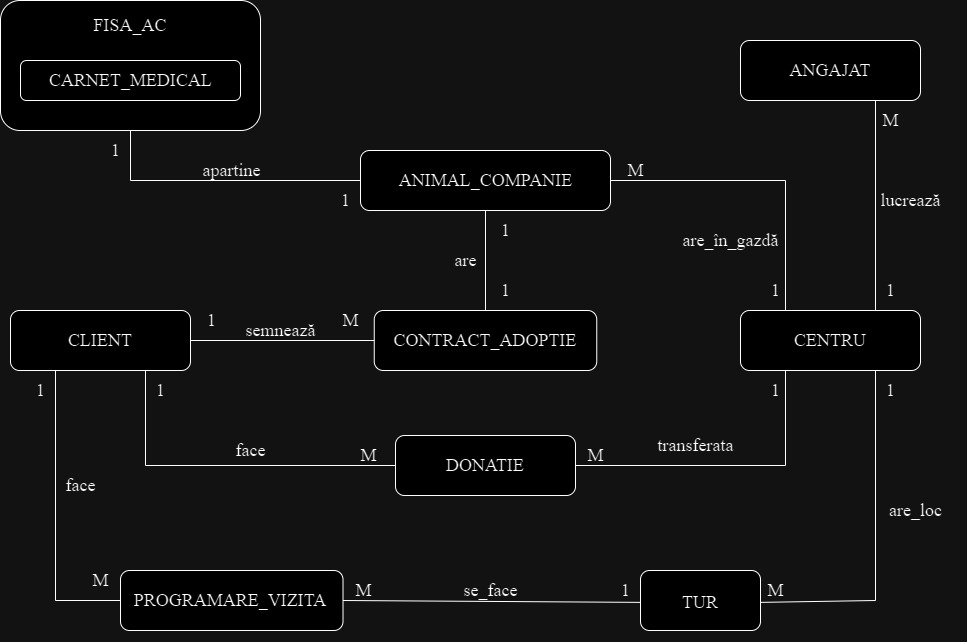 FISA_AC
CARNET_MEDICAL
ANGAJAT
1
M
apartine
ANIMAL_COMPANIE
M
1
lucrează
1
are_în_gazdă
are
1
1
1
CLIENT
1
semnează
M
CONTRACT_ADOPTIE
CENTRU
1
1
1
1
face
M
DONATIE
M
transferata
face
are_loc
M
PROGRAMARE_VIZITA
M
se_face
1
TUR
M